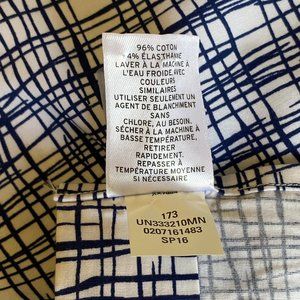 96% COTON
4% ÉLASTHANE
LAVER À LA MACHINE À
L'EAU FROIDE, AVEC
COULEURS
SIMILAIRES
UTILISER SEULEMENT UN
AGENT DE BLANCHIMENT
SANS
CHLORE, AU BESOIN.
SÉCHER À LA MACHINE À
BASSE TEMPÉRATURE,
RETIRER
RAPIDEMENT.
REPASSER À
TEMPÉRATURE MOYENNE
SI NÉCESSAIRE
173
UN333210MN
0207161483
SP16